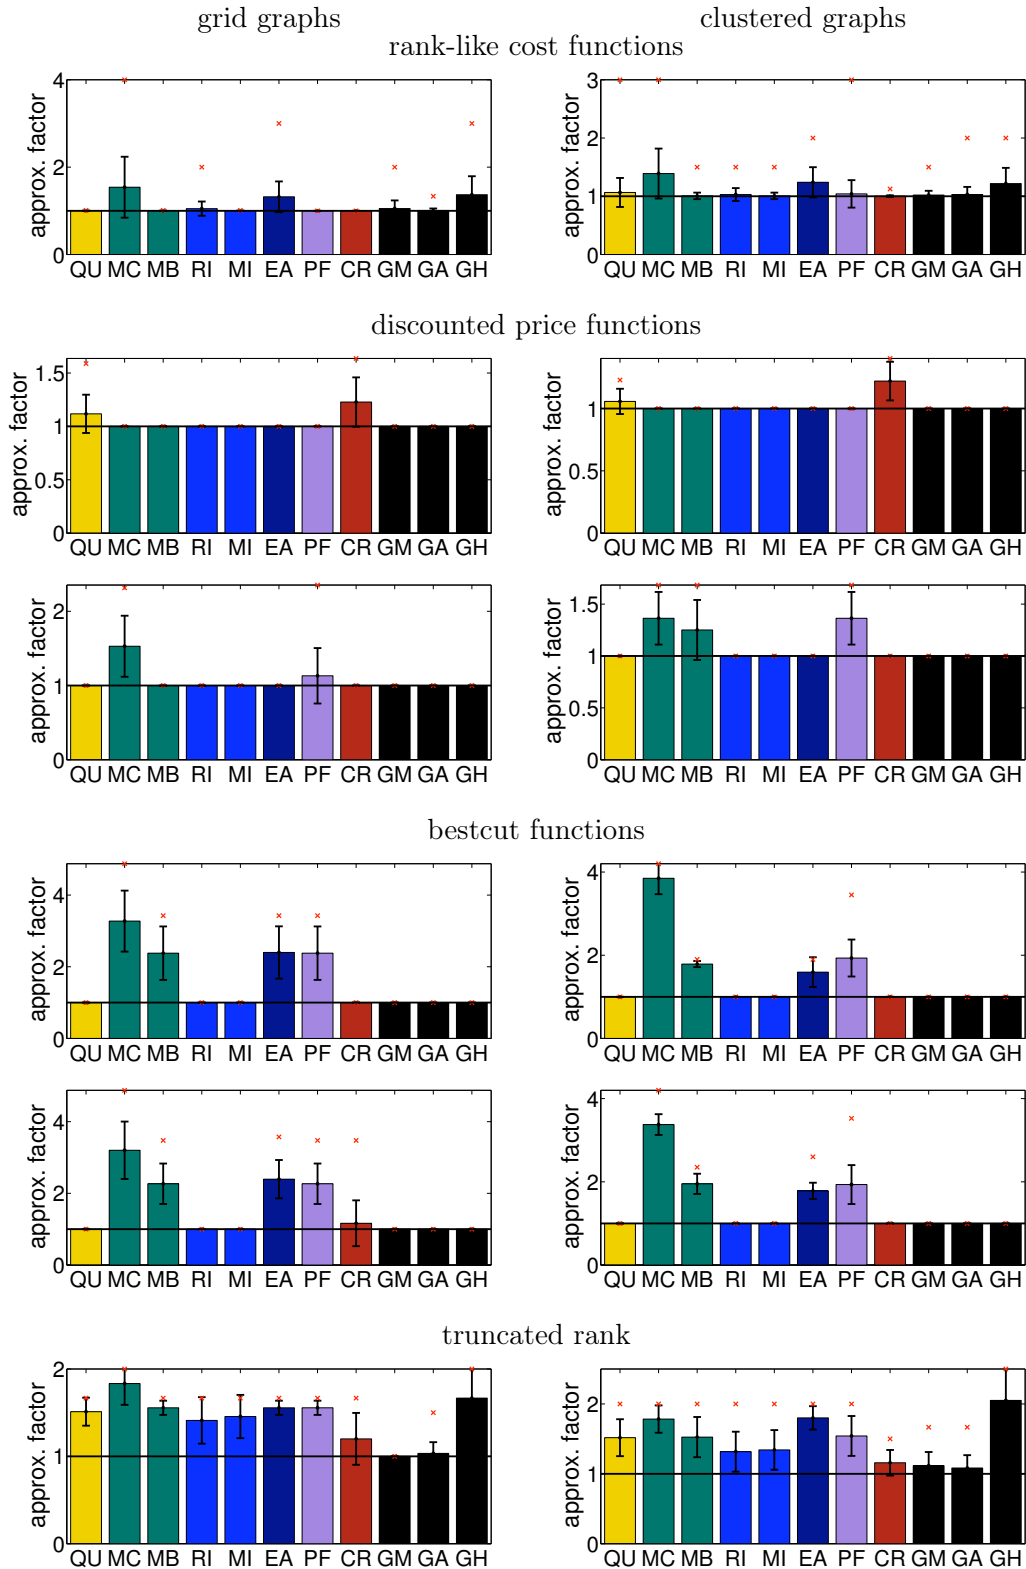 grid graphs clustered graphs
rank-like cost functions
approx. factor
4
2
1
0
QU MC MB RI MI EA PF CR GM GA GH
approx. factor
3
2
1
0
QU MC MB RI MI EA PF CR GM GA GH
discounted price functions
approx. factor
1.5
1
0.5
0
QU MC MB RI MI EA PF CR GM GA GH
approx. factor
1
0.5
0
QU MC MB RI MI EA PF CR GM GA GH
approx. factor
2
1
0
QU MC MB RI MI EA PF CR GM GA GH
approx. factor
1.5
1
1.5
0
QU MC MB RI MI EA PF CR GM GA GH
bestcut functions
approx. factor
4
2
1
0
QU MC MB RI MI EA PF CR GM GA GH
approx. factor
4
2
1
0
QU MC MB RI MI EA PF CR GM GA GH
approx. factor
4
2
1
0
QU MC MB RI MI EA PF CR GM GA GH
approx. factor
4
2
1
0
QU MC MB RI MI EA PF CR GM GA GH
truncated rank
approx. factor
2
1
0
QU MC MB RI MI EA PF CR GM GA GH
approx. factor
2
1
0
QU MC MB RI MI EA PF CR GM GA GH